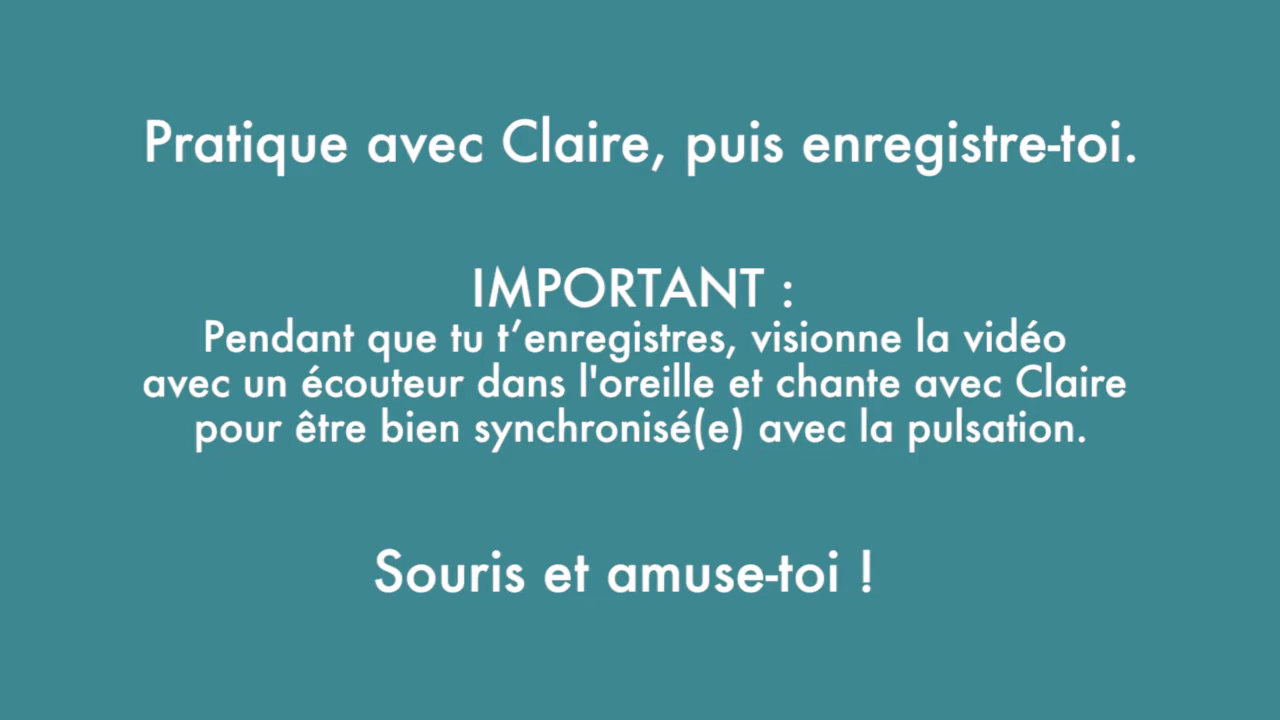 Pratique avec Claire, puis enregistre-toi.
IMPORTANT :
Pendant que tu t’enregistres, visionne la vidéo
avec un écouteur dans l'oreille et chante avec Claire
pour être bien synchronisé(e) avec la pulsation.
Souris et amuse-toi !